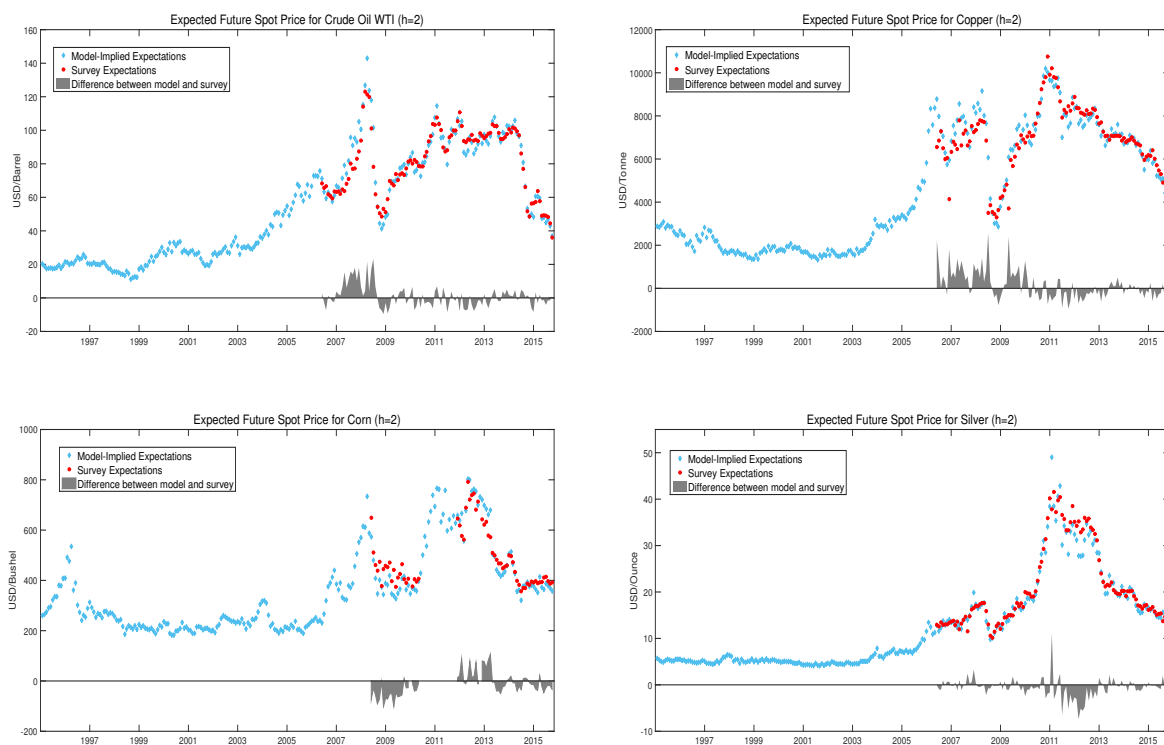 Expected Future Spot Price for Crude Oil WTI (h=2)
160
140
120
100
80
60
40
20
0
-20
USD/Barrel
Model-Implied Expectations
Survey Expectations
Difference between model and survey
1997 1999 2001 2003 2005 2007 2009 2011 2013 2015
Expected Future Spot Price for Copper (h=2)
12000
10000
8000
6000
4000
2000
0
-2000
USD/Tonne
Model-Implied Expectations
Survey Expectations
Difference between model and survey
1997 1999 2001 2003 2005 2007 2009 2011 2013 2015
Expected Future Spot Price for Corn (h=2)
1000
800
600
400
200
0
-200
USD/Bushel
Model-Implied Expectations
Survey Expectations
Difference between model and survey
1997 1999 2001 2003 2005 2007 2009 2011 2013 2015
Expected Future Spot Price for Silver (h=2)
50
40
30
20
10
0
-10
USD/Ounce
Model-Implied Expectations
Survey Expectations
Difference between model and survey
1997 1999 2001 2003 2005 2007 2009 2011 2013 2015